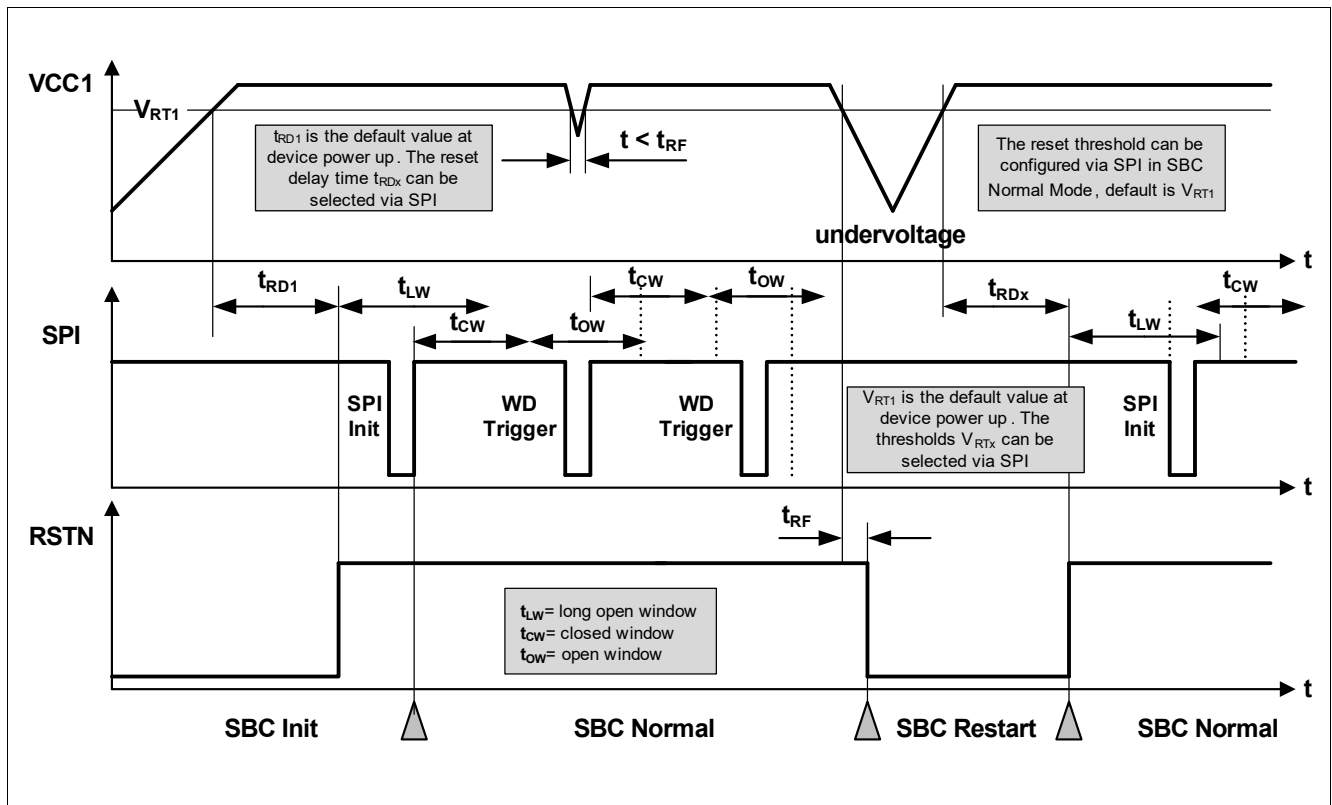 VCC1
VRT1
tRD1 is the default value at
device power up . The reset
delay time tRDx can be
selected via SPI
t < tRF
The reset threshold can be
configured via SPI in SBC
Normal Mode , default is VRT1
undervoltage
t
tRD1
tLW
tCW
tOW
tCW
tOW
tRDx
tLW
tCW
SPI
SPI
Init
WD
Trigger
WD
Trigger
VRT1 is the default value at
device power up . The
thresholds VRTx can be
selected via SPI
SPI
Init
t
RSTN
tRF
tLW= long open window
tCW= closed window
tOW= open window
t
SBC Init
SBC Normal
SBC Restart
SBC Normal